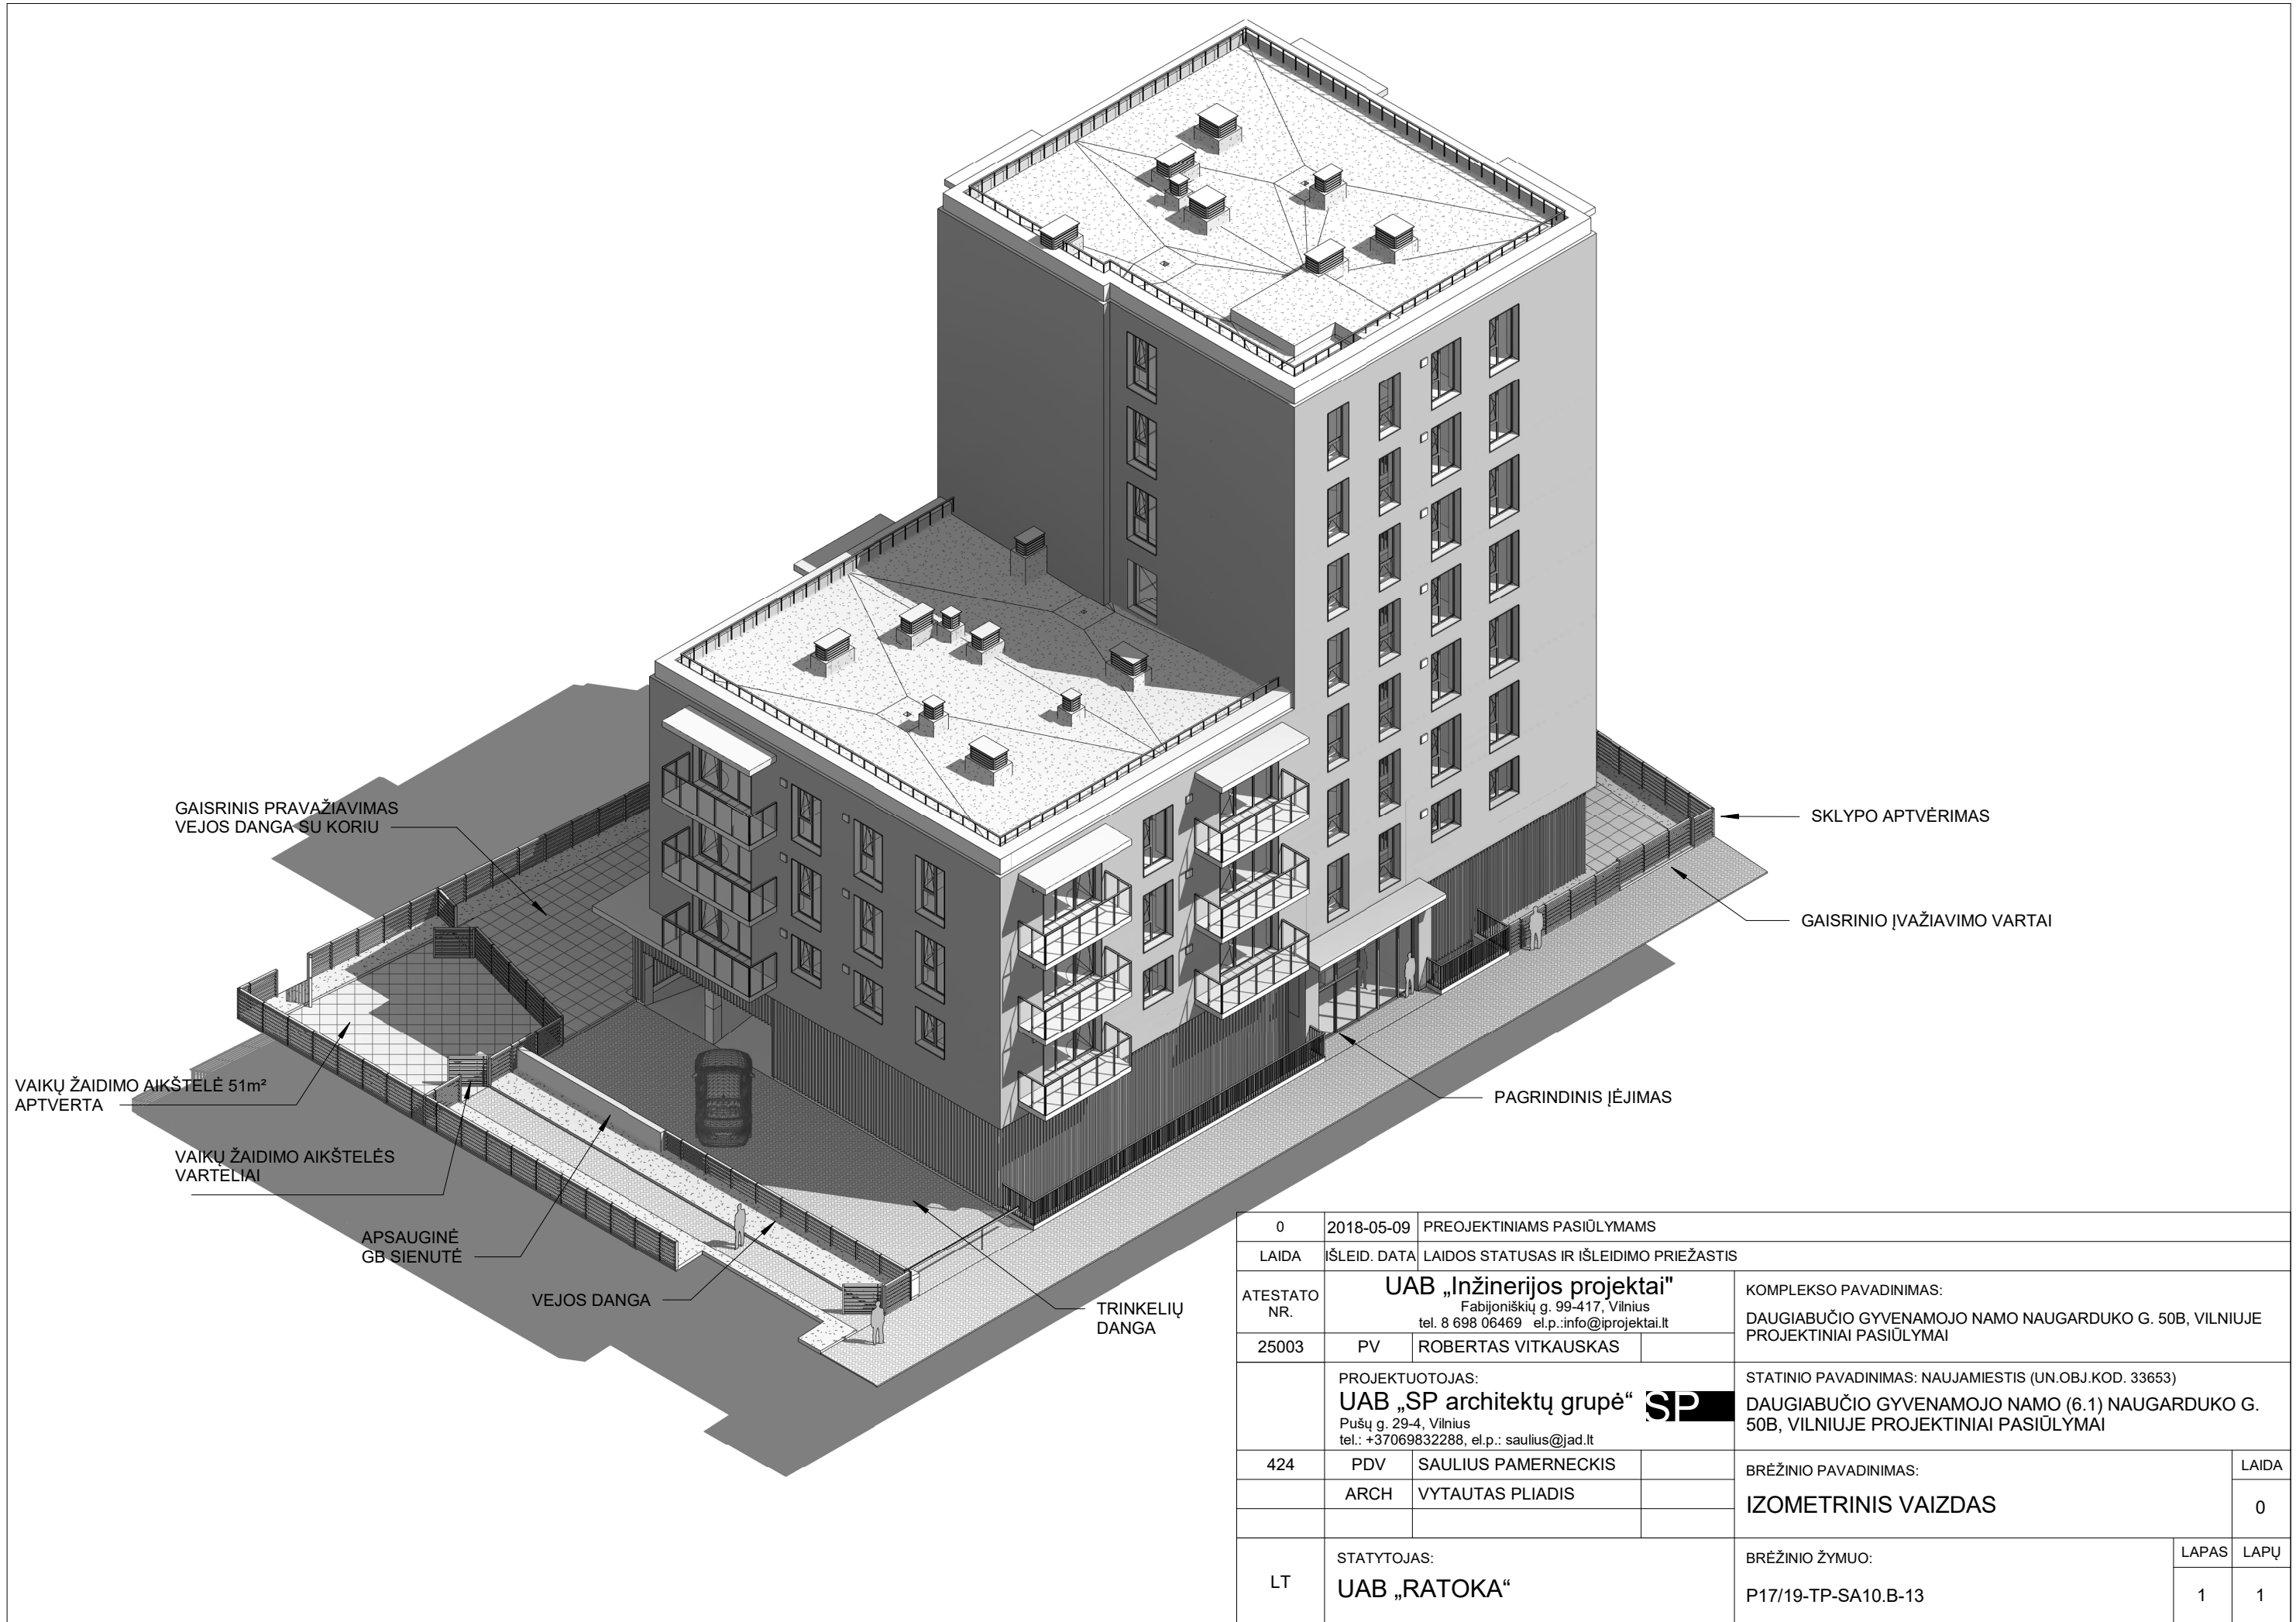 GAISRINIS PRAVAŽIAVIMAS
VEJOS DANGA SU KORIU
VAIKŲ ŽAIDIMO AIKŠTELĖ 51m²
APTVERTA
VAIKŲ ŽAIDIMO AIKŠTELĖS
VARTELIAI
APSAUGINĖ
GB SIENUTĖ
VEJOS DANGA
TRINKELIŲ
DANGA
PAGRINDINIS ĮĖJIMAS
SKLYPO APTVĖRIMAS
GAISRINIO ĮVAŽIAVIMO VARTAI
0 2018-05-09 PREOJEKTINIAMS PASIŪLYMAMS
LAIDA IŠLEID. DATA LAIDOS STATUSAS IR IŠLEIDIMO PRIEŽASTIS
ATESTATO
NR.
UAB „Inžinerijos projektai"
Fabijoniškių g. 99-417, Vilnius
tel. 8 698 06469 el.p.:info@iprojektai.lt
KOMPLEKSO PAVADINIMAS:
DAUGIABUČIO GYVENAMOJO NAMO NAUGARDUKO G. 50B, VILNIUJE
PROJEKTINIAI PASIŪLYMAI
25003 PV ROBERTAS VITKAUSKAS
PROJEKTUOTOJAS:
UAB „SP architektų grupė“ SP
Pušų g. 29-4, Vilnius
tel.: +37069832288, el.p.: saulius@jad.lt
STATINIO PAVADINIMAS: NAUJAMIESTIS (UN.OBJ.KOD. 33653)
DAUGIABUČIO GYVENAMOJO NAMO (6.1) NAUGARDUKO G.
50B, VILNIUJE PROJEKTINIAI PASIŪLYMAI
424 PDV SAULIUS PAMERNECKIS
ARCH VYTAUTAS PLIADIS
BRĖŽINIO PAVADINIMAS:
IZOMETRINIS VAIZDAS
LAIDA
0
LT
STATYTOJAS:
UAB „RATOKA“
BRĖŽINIO ŽYMUO:
P17/19-TP-SA10.B-13
LAPAS LAPŲ
1 1